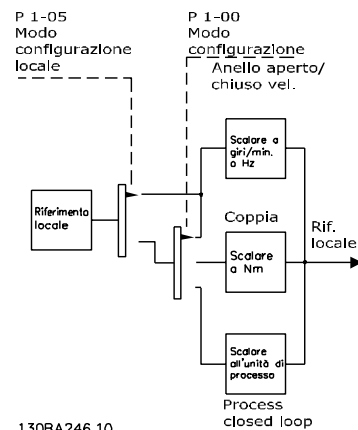 P 1-05
Modo
configurazione
locale
P 1-00
Modo
configurazione
Anello aperto/
chiuso vel.
Scalare a
giri/min.
o Hz
Riferimento
locale
Coppia
Scalare
a Nm
Rif.
locale
Scalare
all'unità di
processo
Process
closed loop
130BA246.10